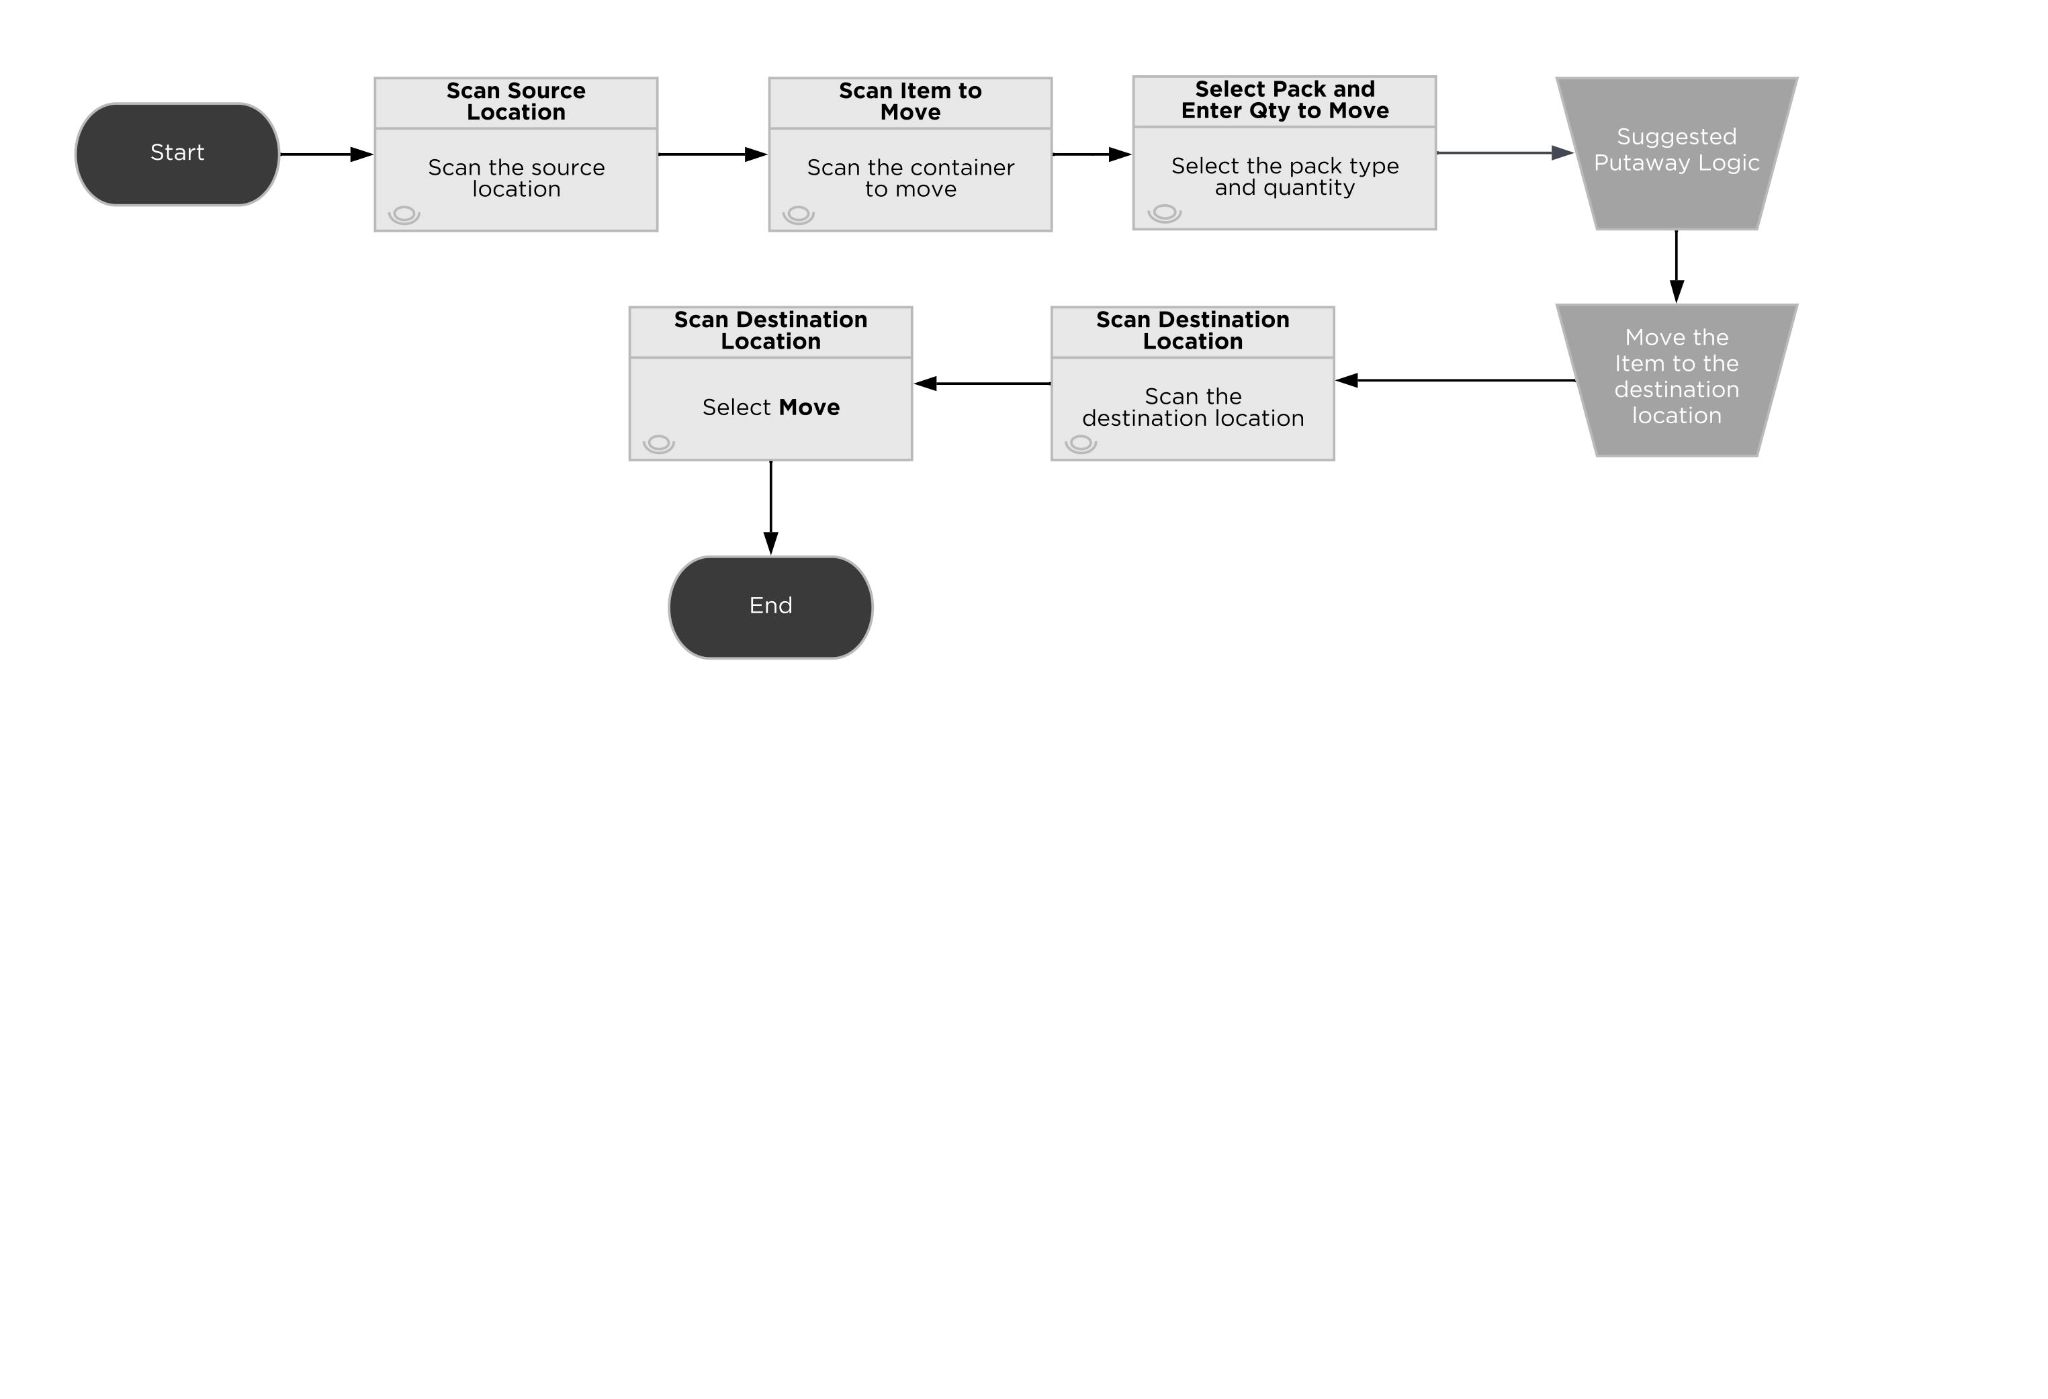 Start
Scan Source
Location
Scan the source
location
Scan Item to
Move
Scan the container
to move
Select Pack and
Enter Qty to Move
Select the pack type
and quantity
Suggested
Putaway Logic
Move the
Item to the
destination
location
Scan Destination
Location
Scan the
destination location
Scan Destination
Location
Select Move
End